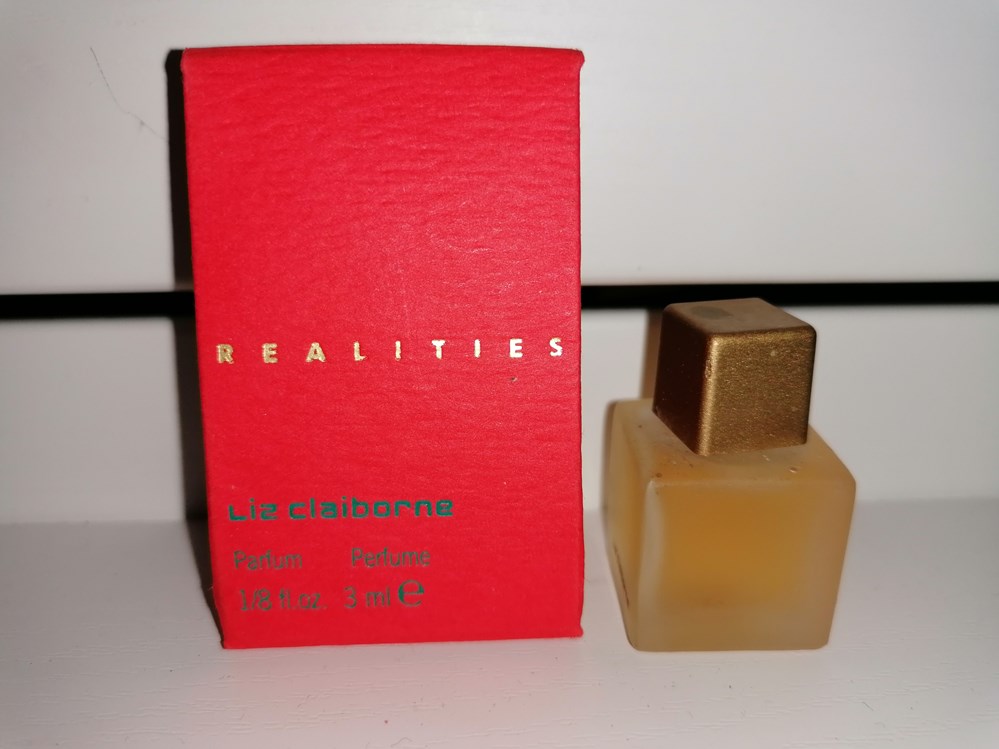 REALITIES
Liz claiborne
Parfum Perfume
1/8 fl.oz. 3 ml ℮